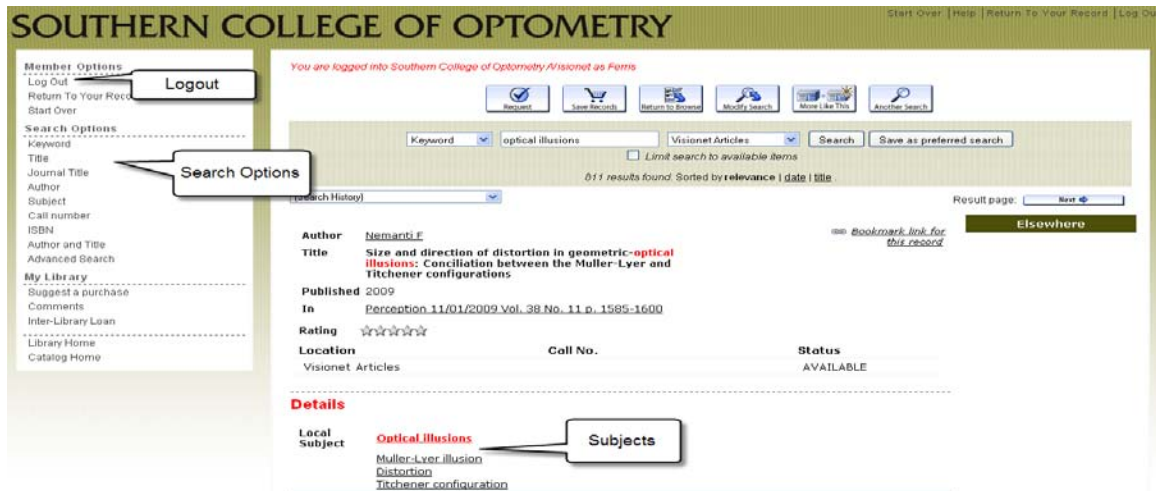 SOUTHERN COLLEGE OF OPTOMETRY
Start Over | Help | Return To Your Record | Log Ou
Member Options
Log Out
Return To Your Reco
Start Over
Logout
Search Options
Keyword
Title
Journal Title
Author
Subject
Call number
ISBN
Author and Title
Advanced Search
Search Options
My Library
Suggest a purchase
Comments
Inter-Library Loan
Library Home
Catalog Home
You are logged into Southern College of Optometry /Visionet as Ferris
Request Save Records Return to Browse Modify Search More Like This Another Search
Keyword optical illusions Visionet Articles Search Save as preferred search
Limit search to available items
811 results found. Sorted by relevance | date | title .
(Search History)
Result page: Next
Elsewhere
Bookmark link for
this record
Author Nemanti F
Title Size and direction of distortion in geometric-optical
illusions: Conciliation between the Muller-Lyer and
Titchener configurations
Published 2009
In Perception 11/01/2009 Vol. 38 No. 11 p. 1585-1600
Rating
Location Call No. Status
Visionet Articles AVAILABLE
Details
Local
Subject Optical illusions
Muller-Lyer illusion
Distortion
Titchener configuration
Subjects